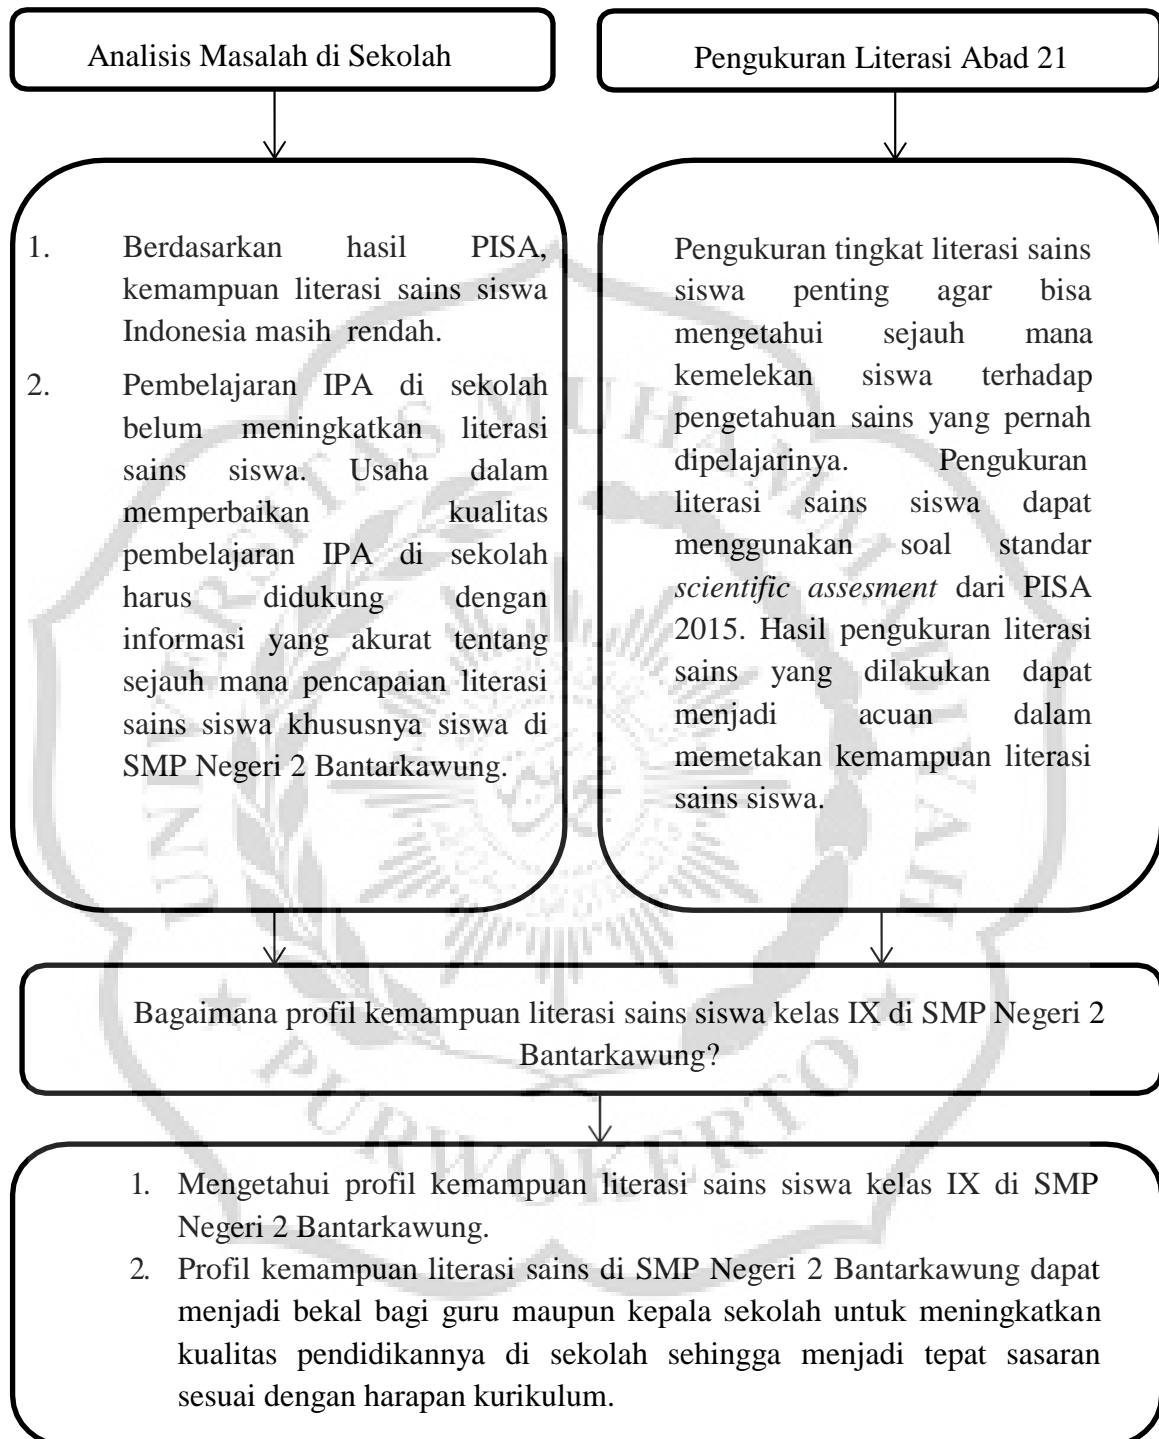 Analisis Masalah di Sekolah
Pengukuran Literasi Abad 21
1. Berdasarkan hasil PISA,
kemampuan literasi sains siswa
Indonesia masih rendah.
2. Pembelajaran IPA di sekolah
belum meningkatkan literasi
sains siswa. Usaha dalam
memperbaikan kualitas
pembelajaran IPA di sekolah
harus didukung dengan
informasi yang akurat tentang
sejauh mana pencapaian literasi
sains siswa khususnya siswa di
SMP Negeri 2 Bantarkawung.
Pengukuran tingkat literasi sains
siswa penting agar bisa
mengetahui sejauh mana
kemelekan siswa terhadap
pengetahuan sains yang pernah
dipelajarinya. Pengukuran
literasi sains siswa dapat
menggunakan soal standar
scientific assesment dari PISA
2015. Hasil pengukuran literasi
sains yang dilakukan dapat
menjadi acuan dalam
memetakan kemampuan literasi
sains siswa.
Bagaimana profil kemampuan literasi sains siswa kelas IX di SMP Negeri 2
Bantarkawung?
1. Mengetahui profil kemampuan literasi sains siswa kelas IX di SMP
Negeri 2 Bantarkawung.
2. Profil kemampuan literasi sains di SMP Negeri 2 Bantarkawung dapat
menjadi bekal bagi guru maupun kepala sekolah untuk meningkatkan
kualitas pendidikannya di sekolah sehingga menjadi tepat sasaran
sesuai dengan harapan kurikulum.
UNIVERSITAS MUHAMMADIYAH
PURWOKERTO